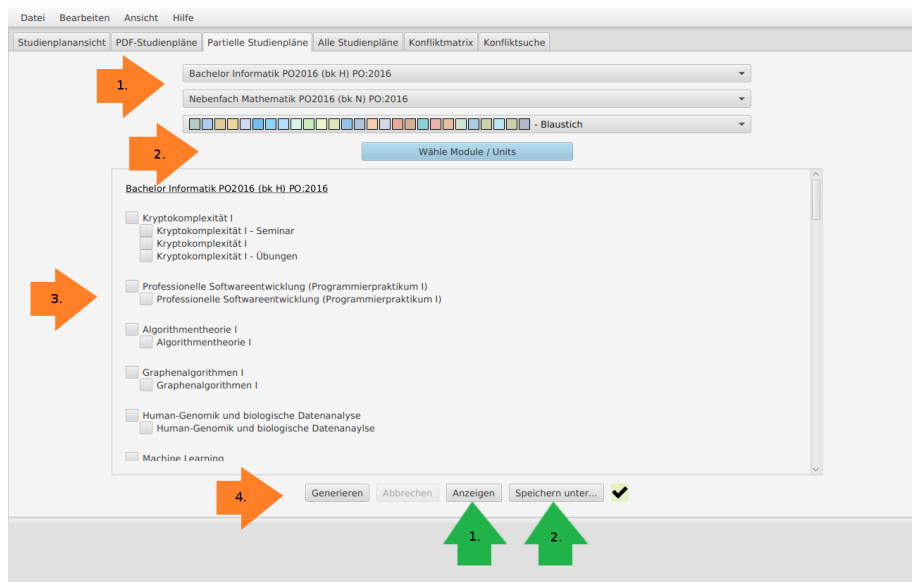 Datei Bearbeiten Ansicht Hilfe
Studienplanansicht PDF-Studienpläne Partielle Studienpläne Alle Studienpläne Konfliktmatrix Konfliktsuche
1.
Bachelor Informatik PO2016 (bk H) PO:2016
Nebenfach Mathematik PO2016 (bk N) PO:2016
- Blaustich
2.
Wähle Module / Units
Bachelor Informatik PO2016 (bk H) PO:2016
Kryptokomplexität I
Kryptokomplexität I - Seminar
Kryptokomplexität I
Kryptokomplexität I - Übungen
3.
Professionelle Softwareentwicklung (Programmierpraktikum I)
Professionelle Softwareentwicklung (Programmierpraktikum I)
Algorithmentheorie I
Algorithmentheorie I
Graphenalgorithmen I
Graphenalgorithmen I
Human-Genomik und biologische Datenanalyse
Human-Genomik und biologische Datenanaylse
Machine Learning
4.
Generieren Abbrechen Anzeigen Speichern unter...
1. 2.